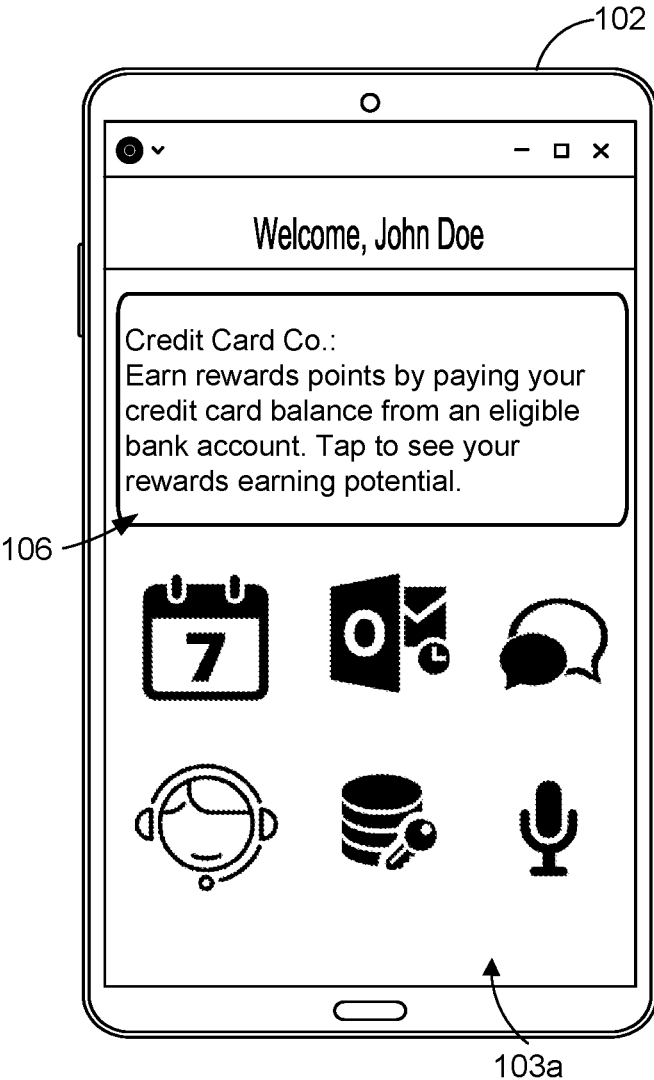 102
Welcome, John Doe
Credit Card Co.:
Earn rewards points by paying your
credit card balance from an eligible
bank account. Tap to see your
rewards earning potential.
106
7
O
103a